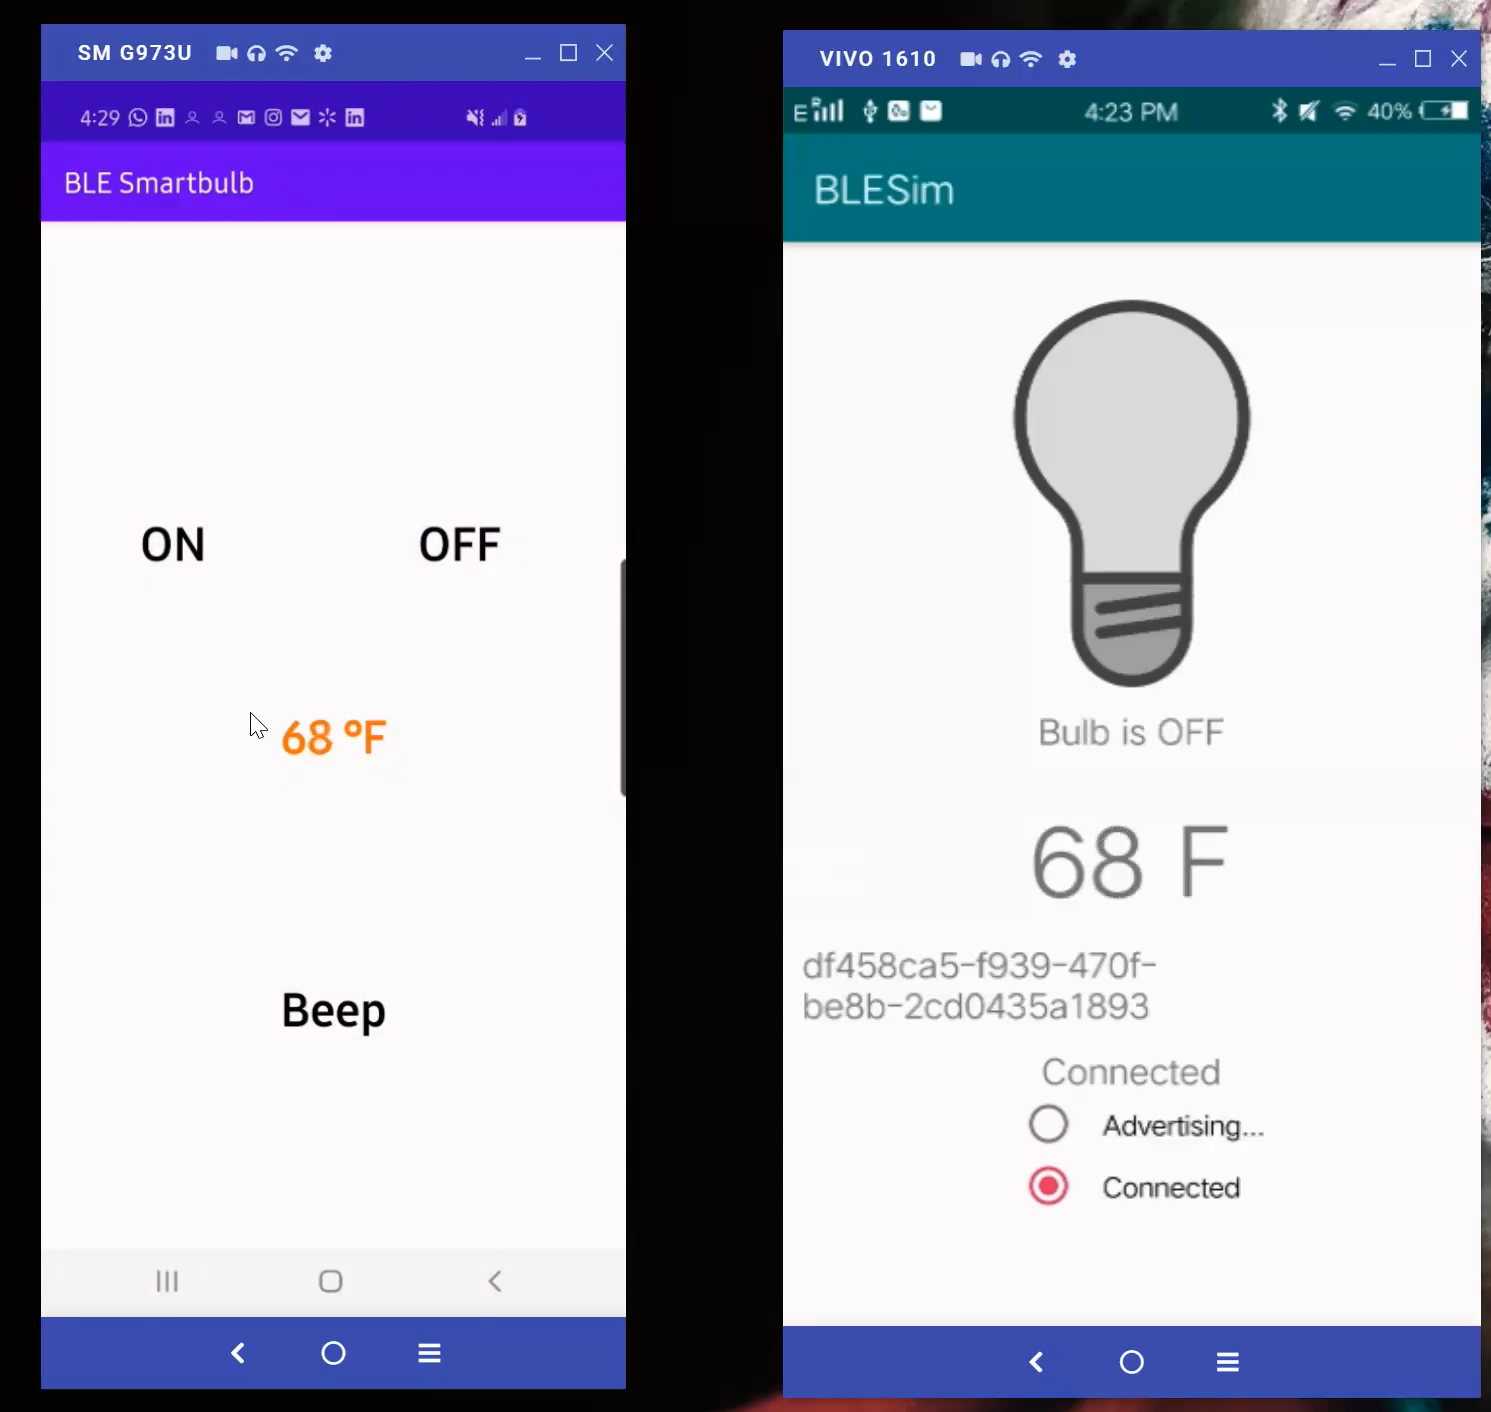 SM G973U
4:29
BLE Smartbulb
ON
OFF
68 °F
Beep
VIVO 1610
4:23 PM
40%
BLESim
Bulb is OFF
68 F
df458ca5-f939-470f-
be8b-2cd0435a1893
Connected
Advertising...
Connected